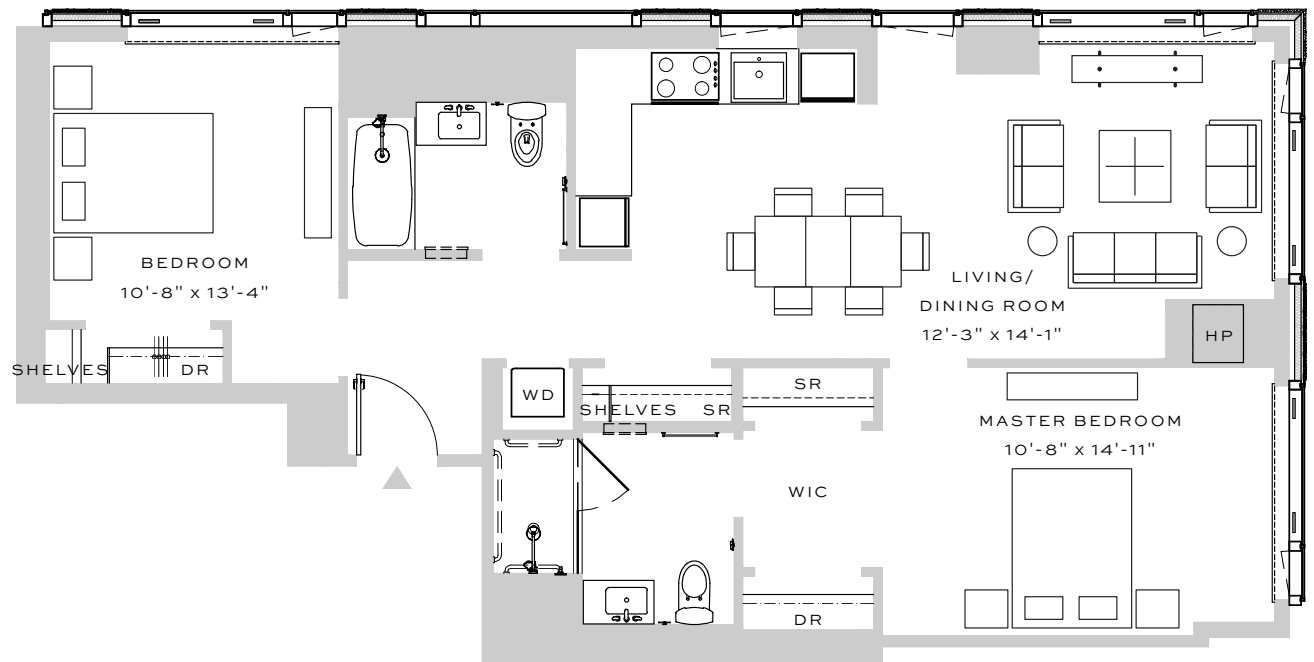 BEDROOM
10'-8" x 13'-4"
LIVING/
DINING ROOM
12'-3" x 14'-1"
HP
SHELVES
DR
WD
SHELVES
SR
SR
MASTER BEDROOM
10'-8" x 14'-11"
WIC
DR